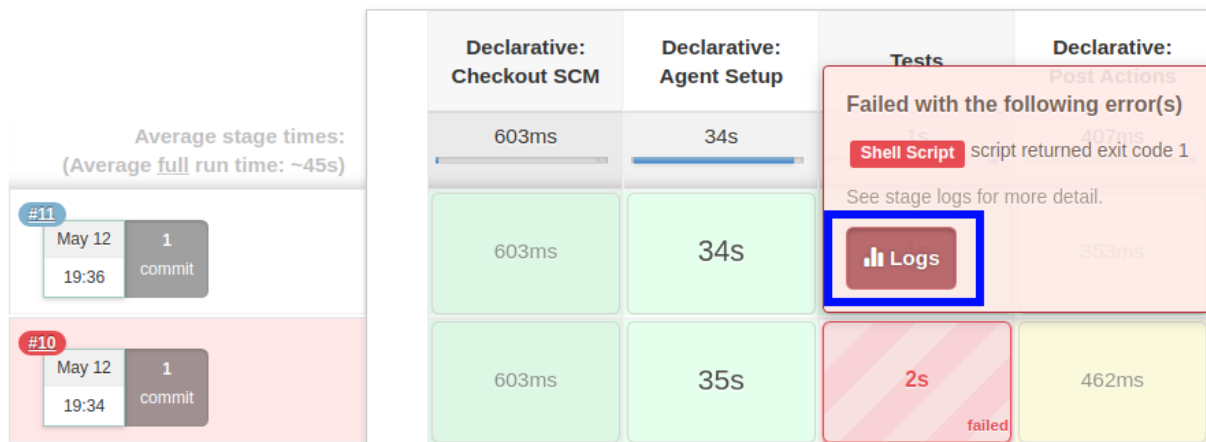 Declarative:
Checkout SCM
Declarative:
Agent Setup
Tests
Declarative:
Post Actions
Average stage times:
(Average full run time: ~45s)
603ms
34s
1s
407ms
Failed with the following error(s)
Shell Script script returned exit code 1
See stage logs for more detail.
Logs
#11
May 12
19:36
1
commit
603ms
34s
1s
353ms
#10
May 12
19:34
1
commit
603ms
35s
2s
failed
462ms